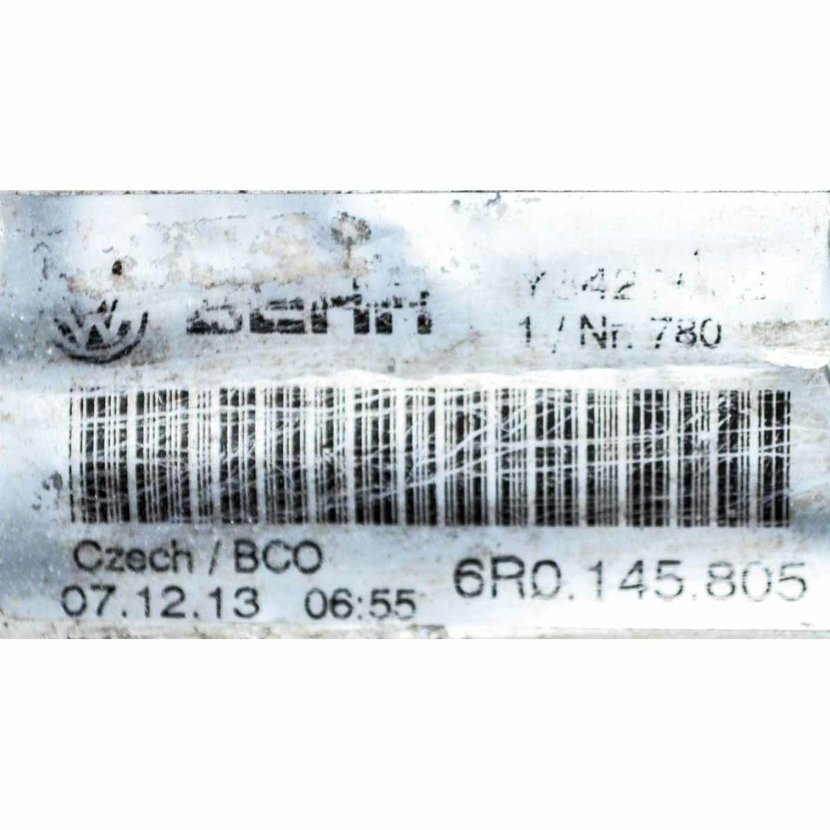 BEHR
1 / Nr. 780
Czech / BCO
07.12.13 06:55
6R0.145.805